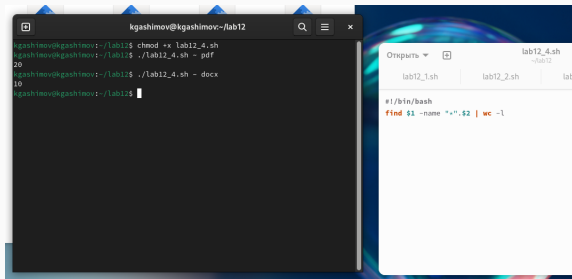 kgashimov@kgashimov:~/lab12
kgashimov@kgashimov:~/lab12$ chmod +x lab12_4.sh
kgashimov@kgashimov:~/lab12$ ./lab12_4.sh ~ pdf
20
kgashimov@kgashimov:~/lab12$ ./lab12_4.sh ~ docx
10
kgashimov@kgashimov:~/lab12$
Открыть
lab12_4.sh
~/lab12
lab12_1.sh lab12_2.sh lab
#!/bin/bash
find $1 -name "*".$2 | wc -l